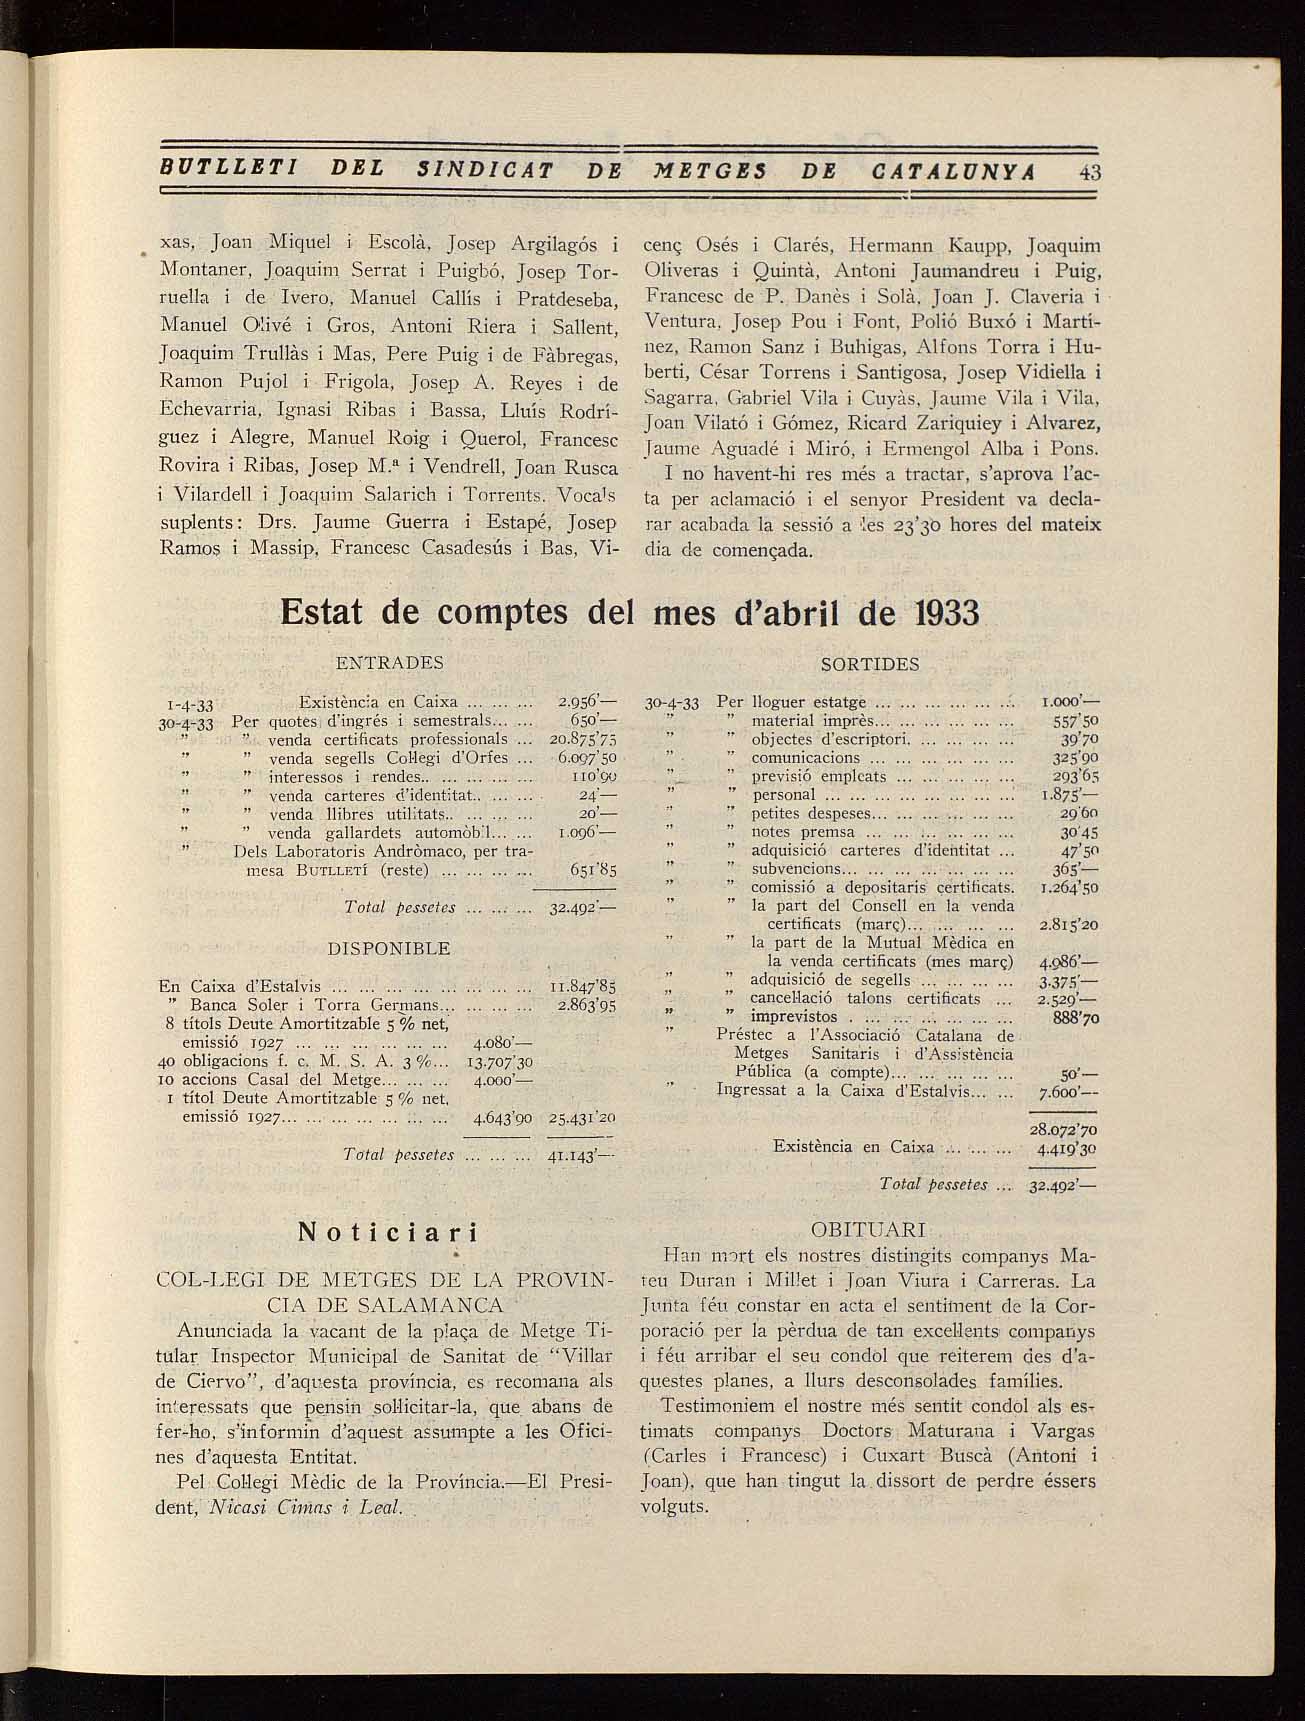 BUTLLETI DEL SINDICAT DE METGES DE CATALUNYA 43
xas, Joan Miquel i Escolà, Josep Argilagós i
Montaner, Joaquim Serrat i Puigbó, Josep Tor-
ruella i de Ivero, Manuel Callís i Pratdeseba,
Manuel Olivé i Gros, Antoni Riera i Sallent,
Joaquim Trullàs i Mas, Pere Puig i de Fàbregas,
Ramon Pujol i Frigola, Josep A. Reyes i de
Echevarria, Ignasi Ribas i Bassa, Lluís Rodrí-
guez i Alegre, Manuel Roig i Querol, Francesc
Rovira i Ribas, Josep M.ª i Vendrell, Joan Rusca
i Vilardell i Joaquim Salarich i Torrents. Vocals
suplents: Drs. Jaume Guerra i Estapé, Josep
Ramos i Massip, Francesc Casadesús i Bas, Vi-
cenç Osés i Clarés, Hermann Kaupp, Joaquim
Oliveras i Quintà, Antoni Jaumandreu i Puig,
Francesc de P. Danès i Solà, Joan J. Claveria i
Ventura, Josep Pou i Font, Polió Buxó i Martí-
nez, Ramon Sanz i Buhigas, Alfons Torra i Hu-
berti, César Torrens i Santigosa, Josep Vidiella i
Sagarra, Gabriel Vila i Cuyàs, Jaume Vila i Vila,
Joan Vilató i Gómez, Ricard Zariquiey i Alvarez,
Jaume Aguadé i Miró, i Ermengol Alba i Pons.
I no havent-hi res més a tractar, s'aprova l'ac-
ta per aclamació i el senyor President va decla-
rar acabada la sessió a les 23'30 hores del mateix
dia de començada.
Estat de comptes del mes d'abril de 1933
ENTRADES
1-4-33 Existència en Caixa ... ... ... 2.956'—
30-4-33 Per quotes d'ingrés i semestrals... ... 650'—
" " venda certificats professionals ... 20.875'75
" " venda segells Col·legi d'Orfes ... 6.097'50
" " interessos i rendes.. ... ... ... ... 110'90
" " venda carteres d'identitat.. ... ... 24'—
" " venda llibres utilitats.. ... ... ... 20'—
" " venda gallardets automòbil... ... 1.096'—
" Dels Laboratoris Andròmaco, per tra-
mesa BUTLLETÍ (reste) ... ... ... ... 651'85
Total pessetes ... ... ... 32.492'—
DISPONIBLE
En Caixa d'Estalvis ... ... ... ... ... ... ... ... 11.847'85
" Banca Soler i Torra Germans... ... ... ... 2.863'95
8 títols Deute Amortitzable 5 % net,
emissió 1927 ... ... ... ... ... ... 4.080'—
40 obligacions f. c. M. S. A. 3 %... 13.707'30
10 accions Casal del Metge... ... ... 4.000'—
1 títol Deute Amortitzable 5 % net,
emissió 1927... ... ... ... ... ... ... 4.643'90 25.431'20
Total pessetes ... ... ... 41.143'—
SORTIDES
30-4-33 Per lloguer estatge ... ... ... ... ... ... 1.000'—
" " material imprès... ... ... ... ... ... 557'50
" " objectes d'escriptori. ... ... ... ... 39'70
" " comunicacions ... ... ... ... ... ... 325'90
" " previsió empleats ... ... ... ... ... 293'65
" " personal ... ... ... ... ... ... ... ... 1.875'—
" " petites despeses... ... ... ... ... ... 29'60
" " notes premsa ... ... ... ... ... ... 30'45
" " adquisició carteres d'identitat ... 47'50
" " subvencions... ... ... ... ... ... ... 365'—
" " comissió a depositaris certificats. 1.264'50
" " la part del Consell en la venda
certificats (març)... ... ... ... ... 2.815'20
" " la part de la Mutual Mèdica en
la venda certificats (mes març) 4.986'—
" " adquisició de segells ... ... ... ... 3.375'—
" " cancel·lació talons certificats ... 2.529'—
" " imprevistos . ... ... ... ... ... ... 888'70
" Préstec a l'Associació Catalana de
Metges Sanitaris i d'Assistència
Pública (a compte)... ... ... ... ... 50'—
" Ingressat a la Caixa d'Estalvis... ... 7.600'—
28.072'70
Existència en Caixa ... ... ... 4.419'30
Total pessetes ... 32.492'—
Noticiari
COL-LEGI DE METGES DE LA PROVIN-
CIA DE SALAMANCA
Anunciada la vacant de la plaça de Metge Ti-
tular Inspector Municipal de Sanitat de "Villar
de Ciervo", d'aquesta província, es recomana als
interessats que pensin sol·licitar-la, que abans de
fer-ho, s'informin d'aquest assumpte a les Ofici-
nes d'aquesta Entitat.
Pel Col·legi Mèdic de la Província.—El Presi-
dent, Nicasi Cimas i Leal.
OBITUARI
Han mort els nostres distingits companys Ma-
teu Duran i Millet i Joan Viura i Carreras. La
Junta féu constar en acta el sentiment de la Cor-
poració per la pèrdua de tan excel·lents companys
i féu arribar el seu condol que reiterem des d'a-
questes planes, a llurs desconsolades famílies.
Testimoniem el nostre més sentit condol als es-
timats companys Doctors Maturana i Vargas
(Carles i Francesc) i Cuxart Buscà (Antoni i
Joan), que han tingut la dissort de perdre éssers
volguts.